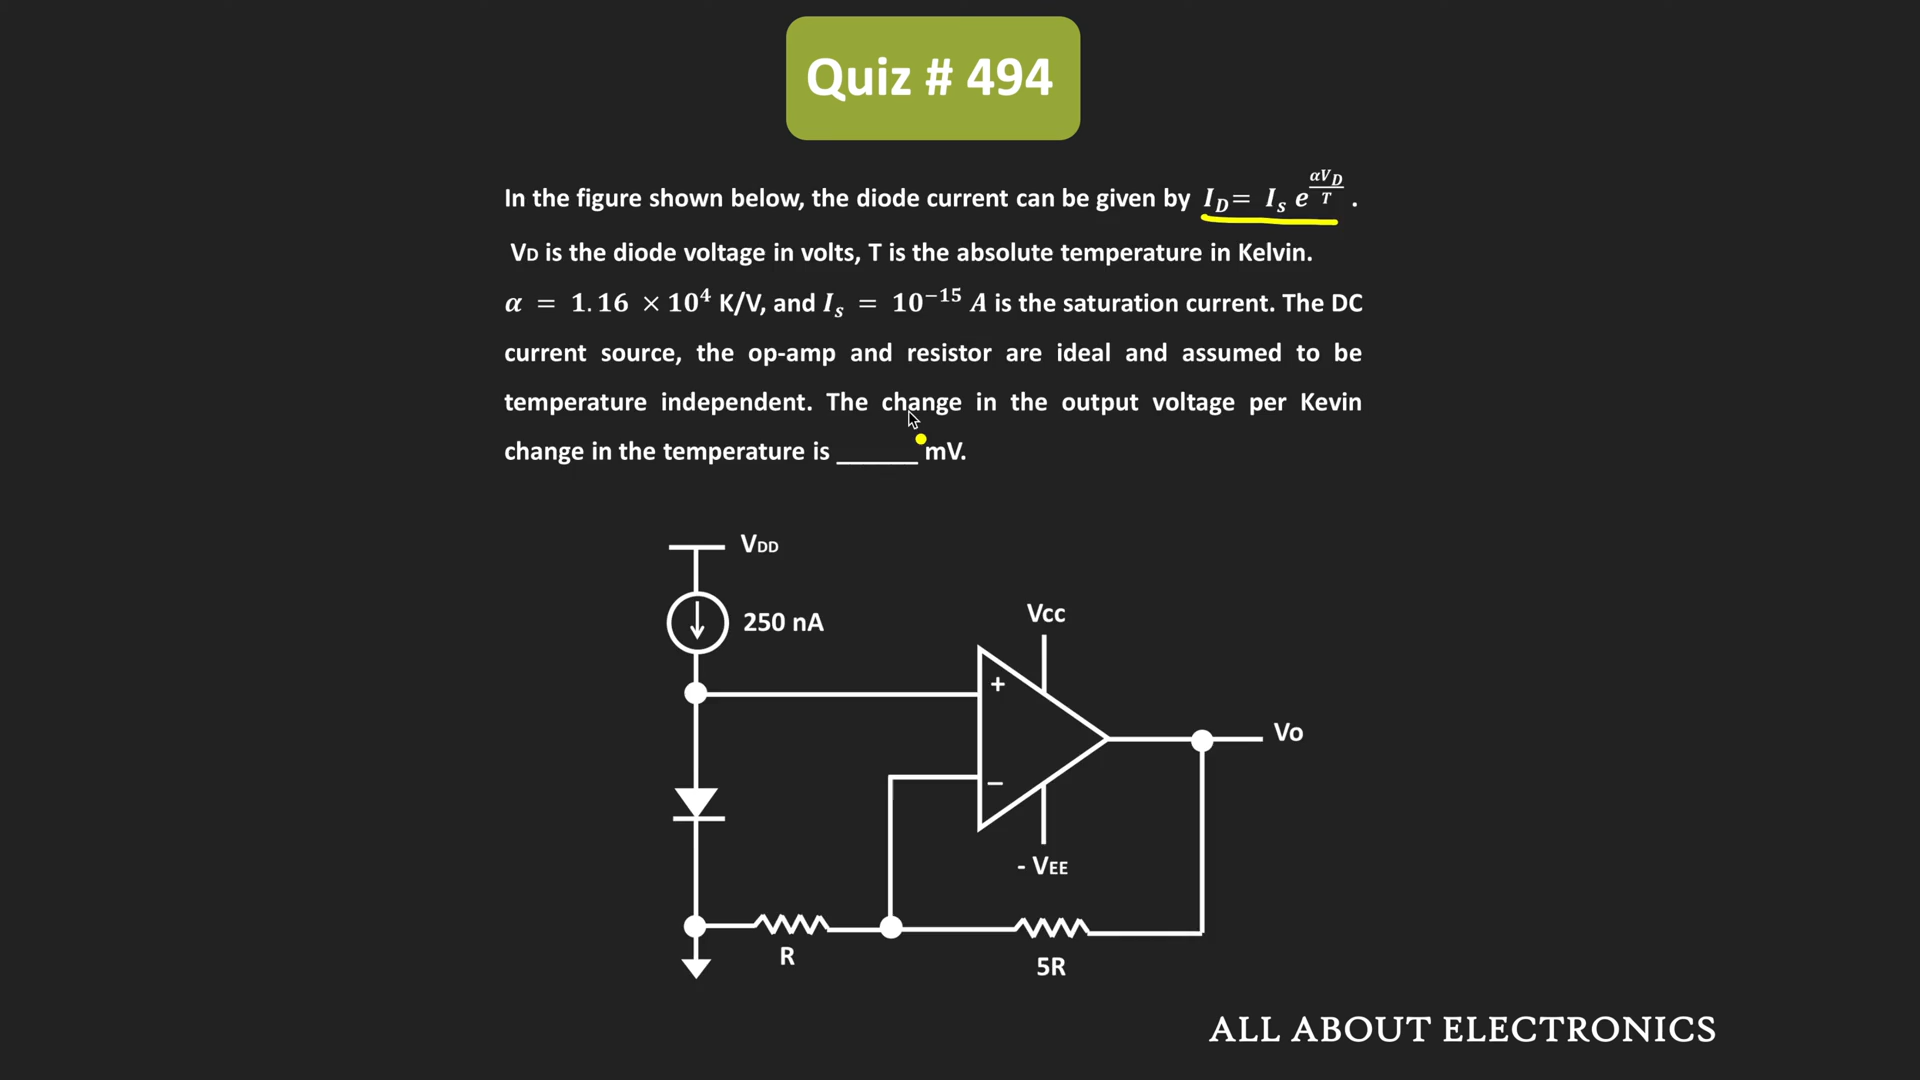 Quiz # 494
In the figure shown below, the diode current can be given by I_D= I_s e^(αV_D/T) .
VD is the diode voltage in volts, T is the absolute temperature in Kelvin.
α = 1.16 ×10⁴ K/V, and I_s = 10⁻¹⁵ A is the saturation current. The DC
current source, the op-amp and resistor are ideal and assumed to be
temperature independent. The change in the output voltage per Kevin
change in the temperature is ______ mV.
VDD
250 nA
Vcc
+
Vo
–
- VEE
R
5R
ALL ABOUT ELECTRONICS